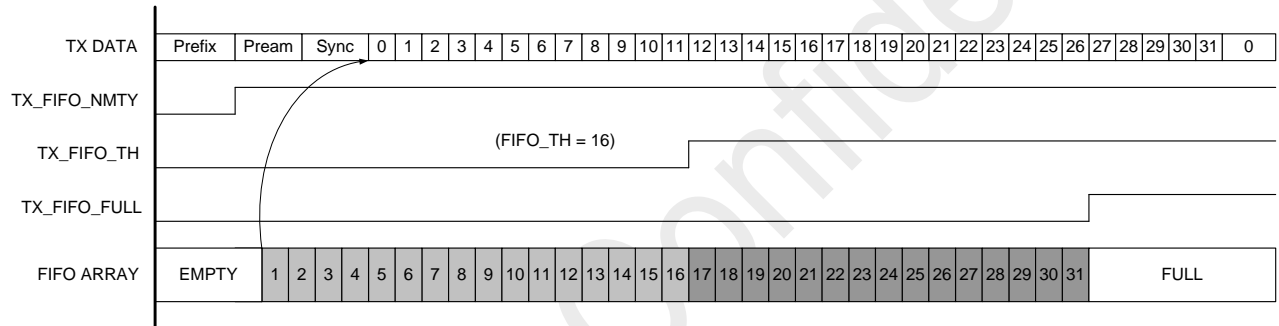 TX DATA Prefix Pream Sync 0 1 2 3 4 5 6 7 8 9 10 11 12 13 14 15 16 17 18 19 20 21 22 23 24 25 26 27 28 29 30 31 0
TX_FIFO_NMTY
(FIFO_TH = 16)
TX_FIFO_TH
TX_FIFO_FULL
FIFO ARRAY EMPTY 1 2 3 4 5 6 7 8 9 10 11 12 13 14 15 16 17 18 19 20 21 22 23 24 25 26 27 28 29 30 31 FULL
Confide